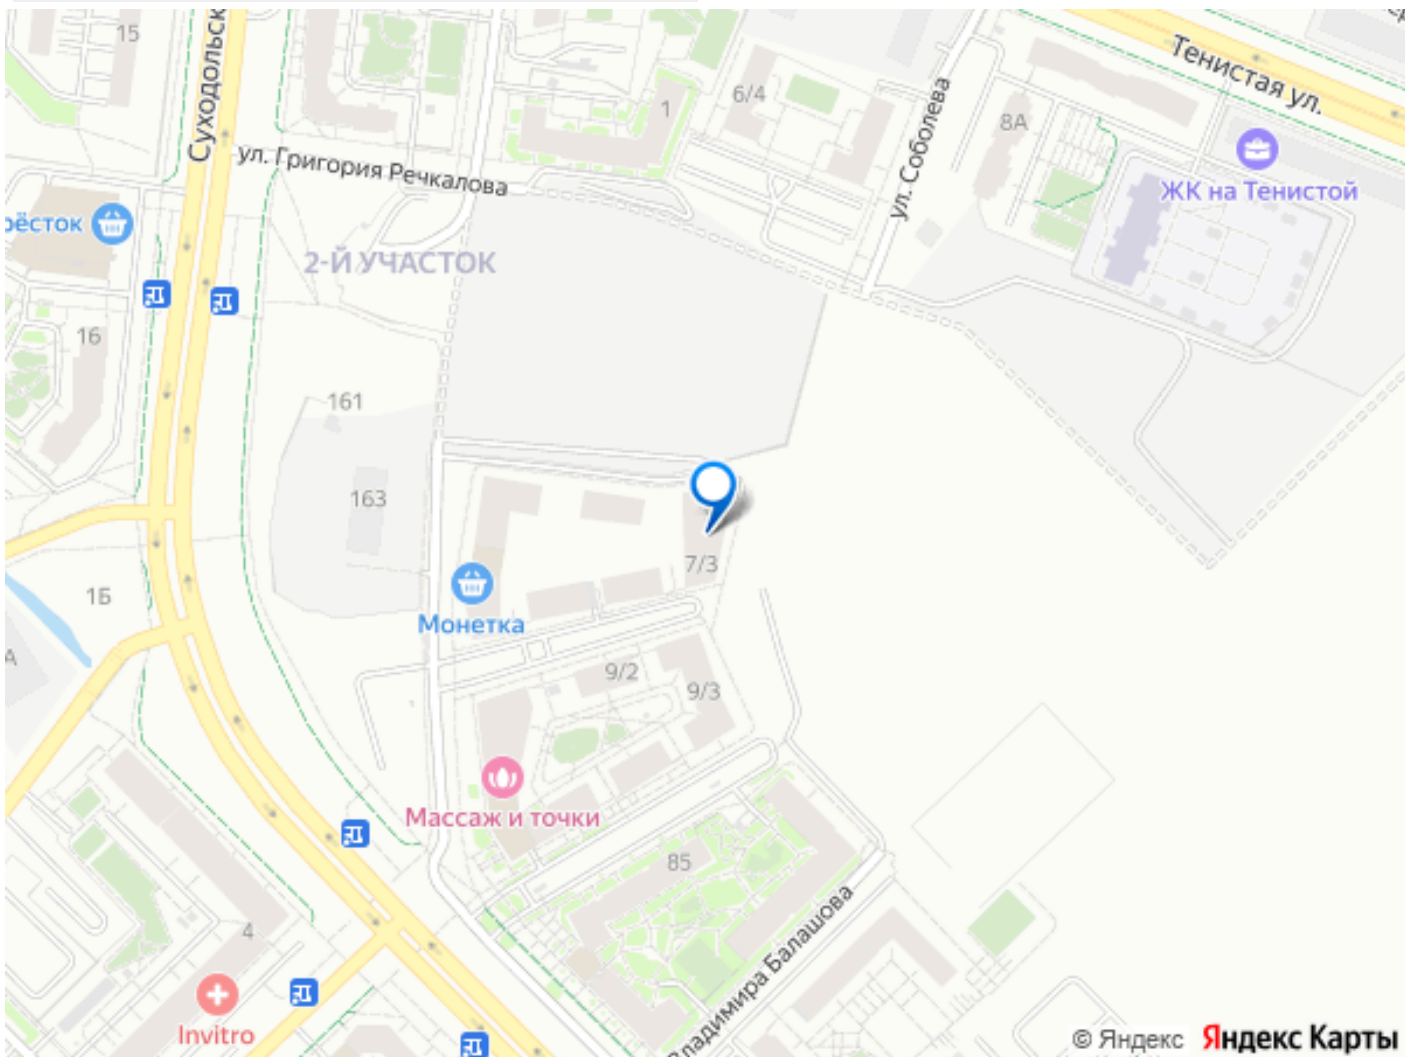 15
Суходольск
Тенистая ул.
6/4
1
8А
ул. Соболева
ул. Григория Речкалова
ЖК на Тенистой
рёсток
2-Й УЧАСТОК
16
161
163
7/3
1Б
Монетка
А
9/2
9/3
Массаж и точки
85
4
Владимира Балашова
Invitro
© Яндекс Яндекс Карты